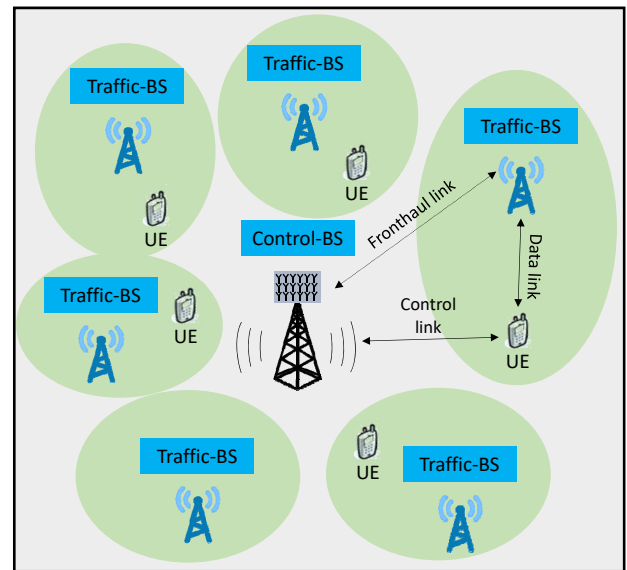 Traffic-BS
UE
Traffic-BS
UE
Traffic-BS
Fronthaul link
Data link
UE
Control-BS
Control
link
Traffic-BS
UE
Traffic-BS
UE
Traffic-BS